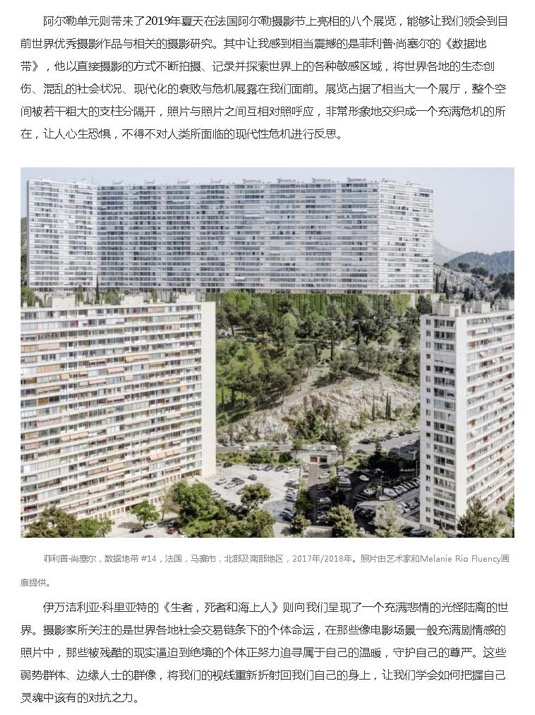 阿尔勒单元则带来了2019年夏天在法国阿尔勒摄影节上亮相的八个展览，能够让我们领会到目
前世界优秀摄影作品与相关的摄影研究。其中让我感到相当震撼的是菲利普·尚塞尔的《数据地
带》，他以直接摄影的方式不断拍摄、记录并探索世界上的各种敏感区域，将世界各地的生态创
伤、混乱的社会状况、现代化的衰败与危机展露在我们面前。展览占据了相当大一个展厅，整个空
间被若干粗大的支柱分隔开，照片与照片之间互相对照呼应，非常形象地交织成一个充满危机的所
在，让人心生恐惧，不得不对人类所面临的现代性危机进行反思。
菲利普·尚塞尔，数据地带 #14，法国，马赛市，北部及南部地区，2017年/2018年。照片由艺术家和Melanie Rio Fluency画
廊提供。
伊万洁利亚·科里亚特的《生者，死者和海上人》则向我们呈现了一个充满悲情的光怪陆离的世
界。摄影家所关注的是世界各地社会交易链条下的个体命运，在那些像电影场景一般充满剧情感的
照片中，那些被残酷的现实逼迫到绝境的个体正努力追寻属于自己的温暖，守护自己的尊严。这些
弱势群体、边缘人士的群像，将我们的视线重新折射回我们自己的身上，让我们学会如何把握自己
灵魂中该有的对抗之力。